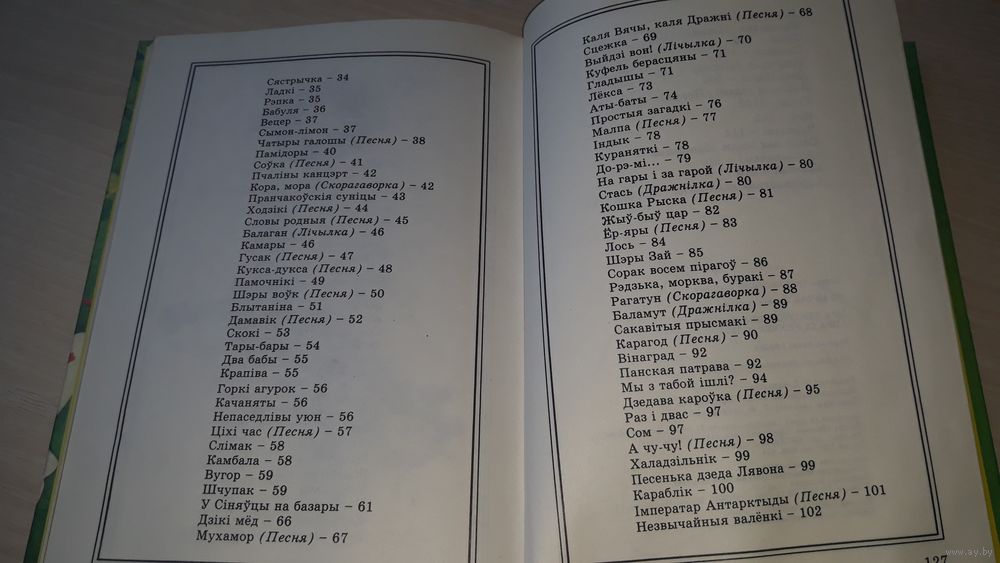 Сястрычка – 34
Ладкі – 35
Рэпка – 35
Бабуля – 36
Вецер – 37
Сымон-лімон – 37
Чатыры галошы (Песня) – 38
Памідоры – 40
Соўка (Песня) – 41
Пчаліны канцэрт – 42
Кора, мора (Скорагаворка) – 42
Пранчакоўскія суніцы – 43
Ходзікі (Песня) – 44
Словы родныя (Песня) – 45
Балаган (Лічылка) – 46
Камары – 46
Гусак (Песня) – 47
Кукса-дукса (Песня) – 48
Памочнікі – 49
Шэры воўк (Песня) – 50
Блытаніна – 51
Дамавік (Песня) – 52
Скокі – 53
Тары-бары – 54
Два бабы – 55
Крапіва – 55
Горкі агурок – 56
Качаняты – 56
Непаседлівы уюн – 56
Ціхі час (Песня) – 57
Слімак – 58
Камбала – 58
Вугор – 59
Шчупак – 59
У Сіняўцы на базары – 61
Дзікі мёд – 66
Мухамор (Песня) – 67
Каля Вячы, каля Дражні (Песня) – 68
Сцежка – 69
Выйдзі вон! (Лічылка) – 70
Куфель берасцяны – 71
Гладышы – 71
Лёкса – 73
Аты-баты – 74
Простыя загадкі – 76
Малпа (Песня) – 77
Індык – 78
Кураняткі – 78
До-рэ-мі... – 79
На гары і за гарой (Лічылка) – 80
Стась (Дражнілка) – 80
Кошка Рыска (Песня) – 81
Жыў-быў цар – 82
Ёр-яры (Песня) – 83
Лось – 84
Шэры Зай – 85
Сорак восем пірагоў – 86
Рэдзька, морква, буракі – 87
Рагатун (Скорагаворка) – 88
Баламут (Дражнілка) – 89
Сакавітыя прысмакі – 89
Карагод (Песня) – 90
Вінаград – 92
Панская патрава – 92
Мы з табой ішлі? – 94
Дзедава кароўка (Песня) – 95
Раз і двас – 97
Сом – 97
А чу-чу! (Песня) – 98
Халадзільнік – 99
Песенька дзеда Лявона – 99
Караблік – 100
Імператар Антарктыды (Песня) – 101
Незвычайныя валёнкі – 102
127
www.ay.by